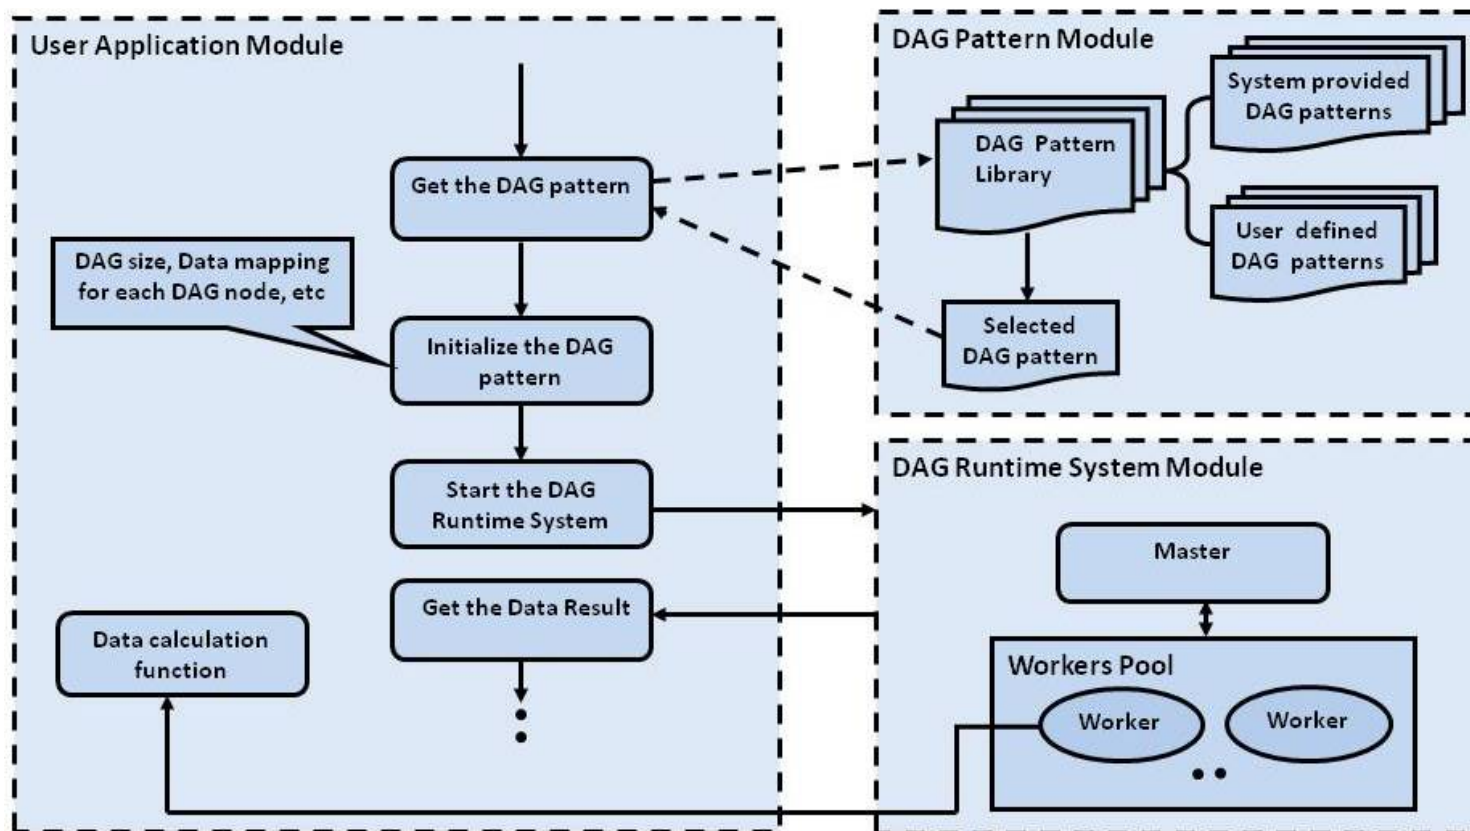 User Application Module
Get the DAG pattern
DAG size, Data mapping
for each DAG node, etc
Initialize the DAG
pattern
Start the DAG
Runtime System
Get the Data Result
Data calculation
function
DAG Pattern Module
DAG Pattern
Library
System provided
DAG patterns
User defined
DAG patterns
Selected
DAG pattern
DAG Runtime System Module
Master
Workers Pool
Worker
Worker